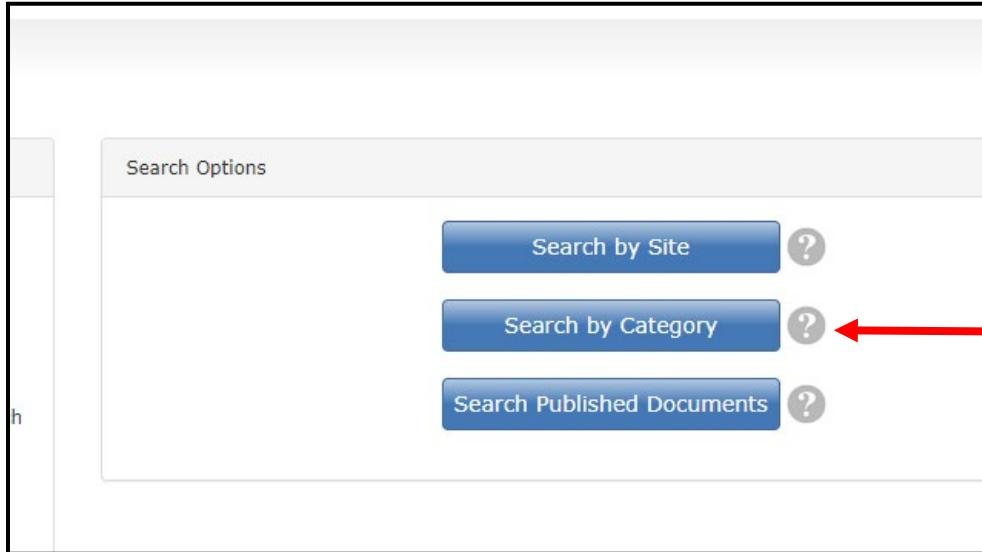 Search Options
Search by Site
?
Search by Category
?
h
Search Published Documents
?